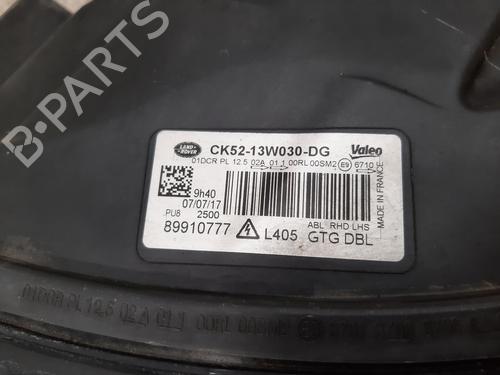 LAND ROVER
CK52-13W030-DG
Valeo
01DCR PL 12.5 02A 01 1 00RL 00SM2 E9 6710
9h40
07/07/17
PU8 2500
89910777
ABL RHD LHS
L405 GTG DBL
MADE IN FRANCE
B-PARTS